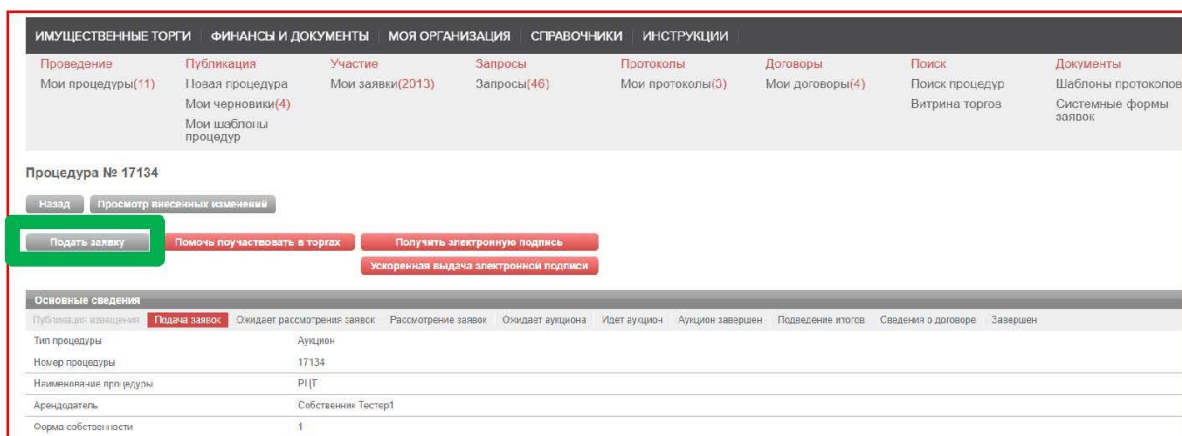 ИМУЩЕСТВЕННЫЕ ТОРГИ ФИНАНСЫ И ДОКУМЕНТЫ МОЯ ОРГАНИЗАЦИЯ СПРАВОЧНИКИ ИНСТРУКЦИИ
Проведение Публикация Участие Запросы Протоколы Договоры Поиск Документы
Мои процедуры(11) Новая процедура Мои заявки(2013) Запросы(46) Мои протоколы(3) Мои договоры(4) Поиск процедур Шаблоны протоколов
Мои черновики(4) Витрина торгов Системные формы
Мои шаблоны заявок
процедур
Процедура № 17134
Назад Просмотр внесенных изменений
Подать заявку Помочь поучаствовать в торгах Получить электронную подпись
Ускоренная выдача электронной подписи
Основные сведения
Публикация извещения Подача заявок Ожидает рассмотрения заявок Рассмотрение заявок Ожидает аукциона Идет аукцион Аукцион завершен Подведение итогов Сведения о договоре Завершен
Тип процедуры Аукцион
Номер процедуры 17134
Наименование процедуры РЦТ
Арендодатель Собственник Тестер1
Форма собственности 1